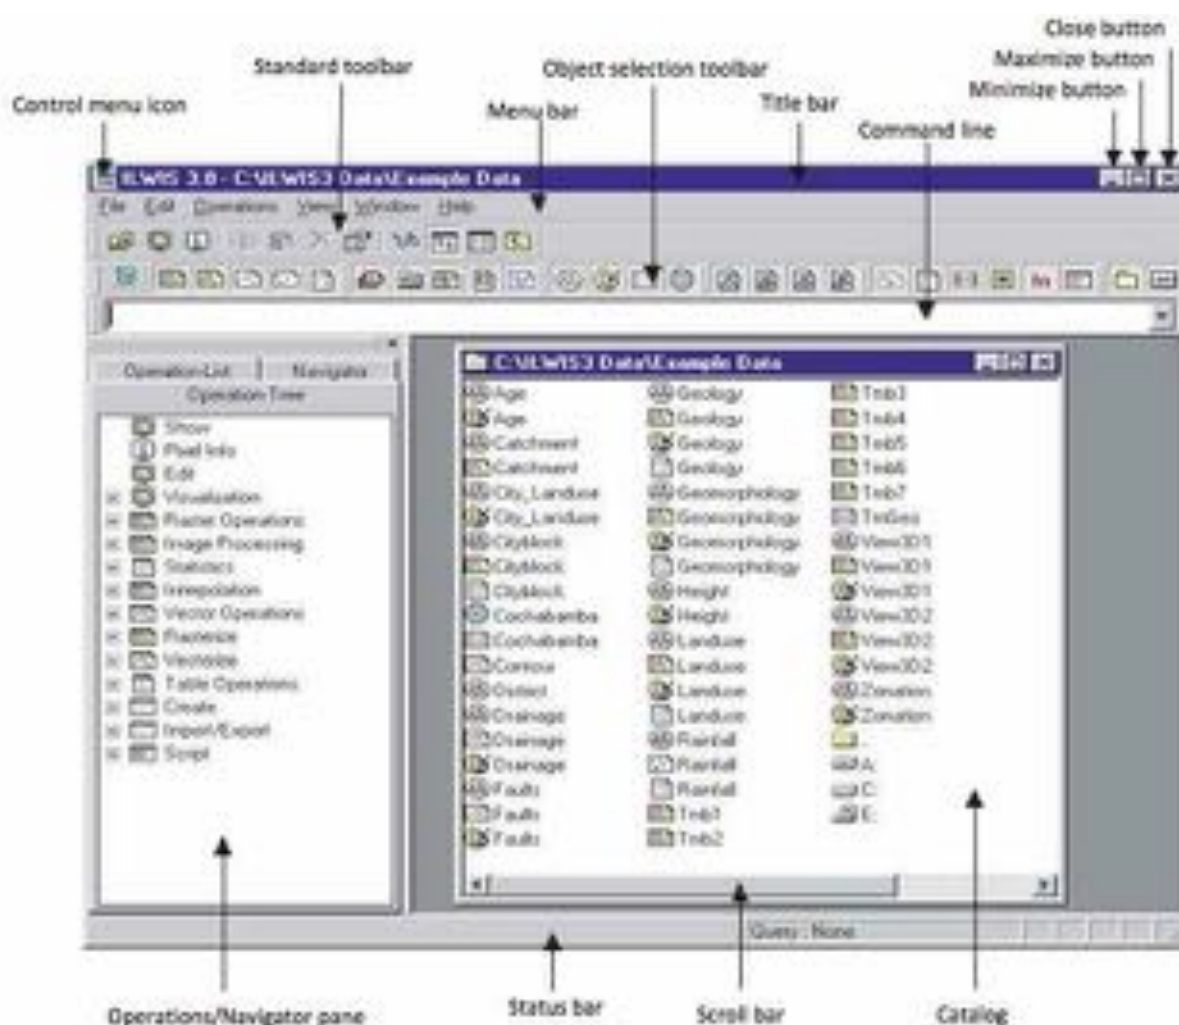 Close button
Standard toolbar
Object selection toolbar
Maximize button
Control menu icon
Menu bar
Title bar
Minimize button
Command line
ILWIS 3.0 - C:\ILWIS3 Data\Example Data
File Edit Operations View Window Help
Operation-List Navigator
Operation-Tree
Show
Pixel Info
Edit
Visualization
Raster Operations
Image Processing
Statistics
Interpolation
Vector Operations
Rasterize
Vectorize
Table Operations
Create
Import/Export
Script
C:\ILWIS3 Data\Example Data
Age
Age
Catchment
Catchment
City_Landuse
City_Landuse
Cityblock
Cityblock
Cityblock
Cochabamba
Cochabamba
Contour
District
Drainage
Drainage
Drainage
Faults
Faults
Faults
Geology
Geology
Geology
Geology
Geomorphology
Geomorphology
Geomorphology
Geomorphology
Height
Height
Landuse
Landuse
Landuse
Landuse
Rainfall
Rainfall
Rainfall
Tmb1
Tmb2
Tmb3
Tmb4
Tmb5
Tmb6
Tmb7
TmGeo
View3D1
View3D1
View3D1
View3D2
View3D2
View3D2
Zonation
Zonation
..
A:
C:
E:
Query : None
Operations/Navigator pane
Status bar
Scroll bar
Catalog